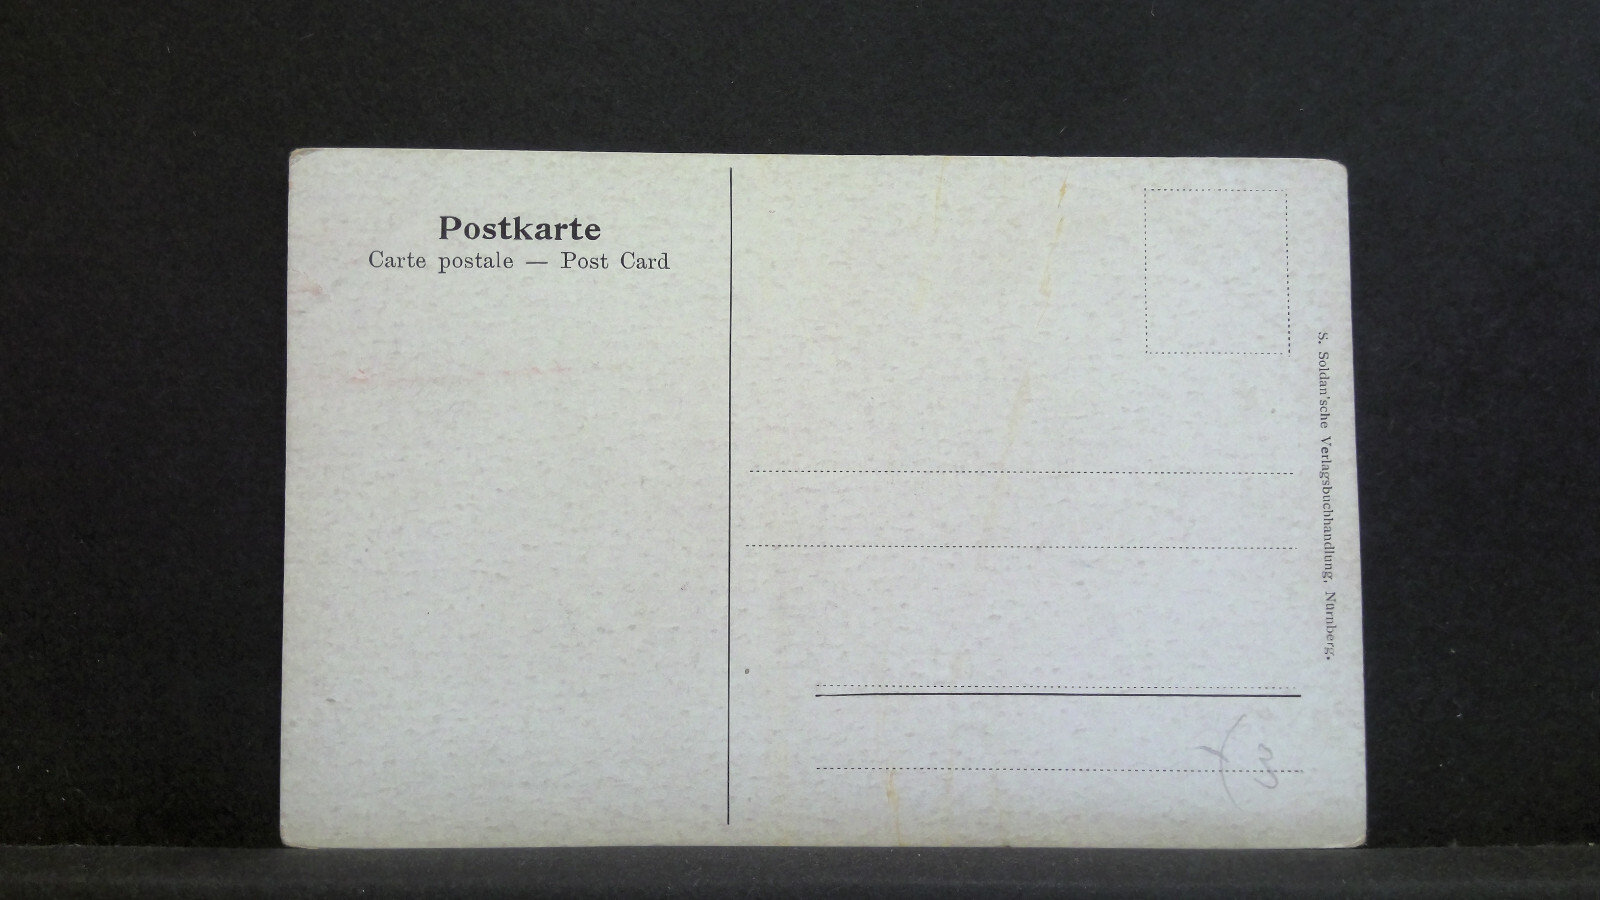 Postkarte
Carte postale — Post Card
S. Soldan'sche Verlagsbuchhandlung, Nürnberg.